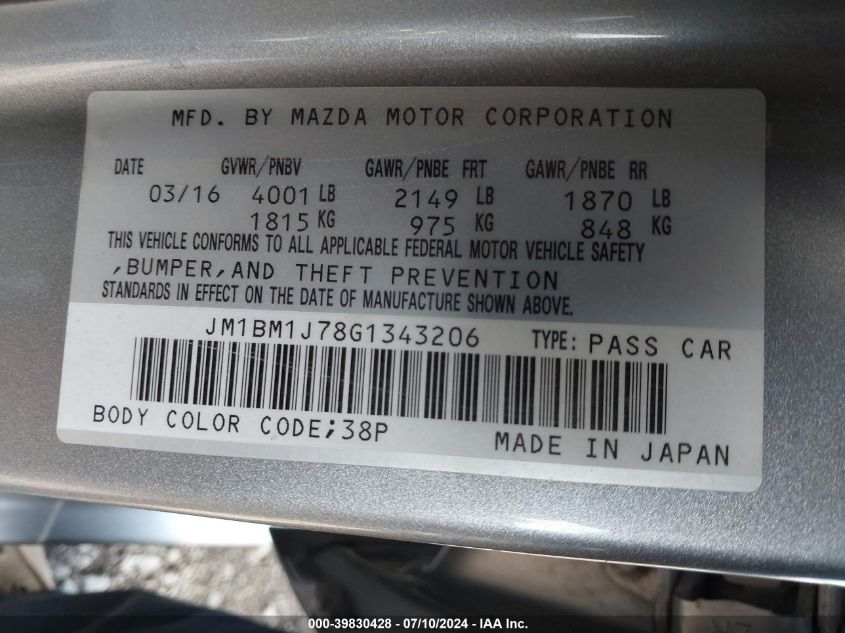 MFD. BY MAZDA MOTOR CORPORATION
DATE GVWR/PNBV GAWR/PNBE FRT GAWR/PNBE RR
03/16 4001 LB 2149 LB 1870 LB
1815 KG 975 KG 848 KG
THIS VEHICLE CONFORMS TO ALL APPLICABLE FEDERAL MOTOR VEHICLE SAFETY
,BUMPER,AND THEFT PREVENTION
STANDARDS IN EFFECT ON THE DATE OF MANUFACTURE SHOWN ABOVE.
JM1BM1J78G1343206 TYPE: PASS CAR
BODY COLOR CODE;38P
MADE IN JAPAN
000-39830428 - 07/10/2024 - IAA Inc.